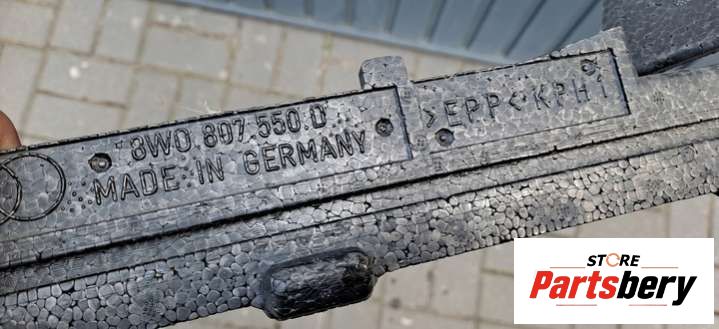 8W0.807.550.D
MADE IN GERMANY
>EPP< KPH1
STORE
Partsbery